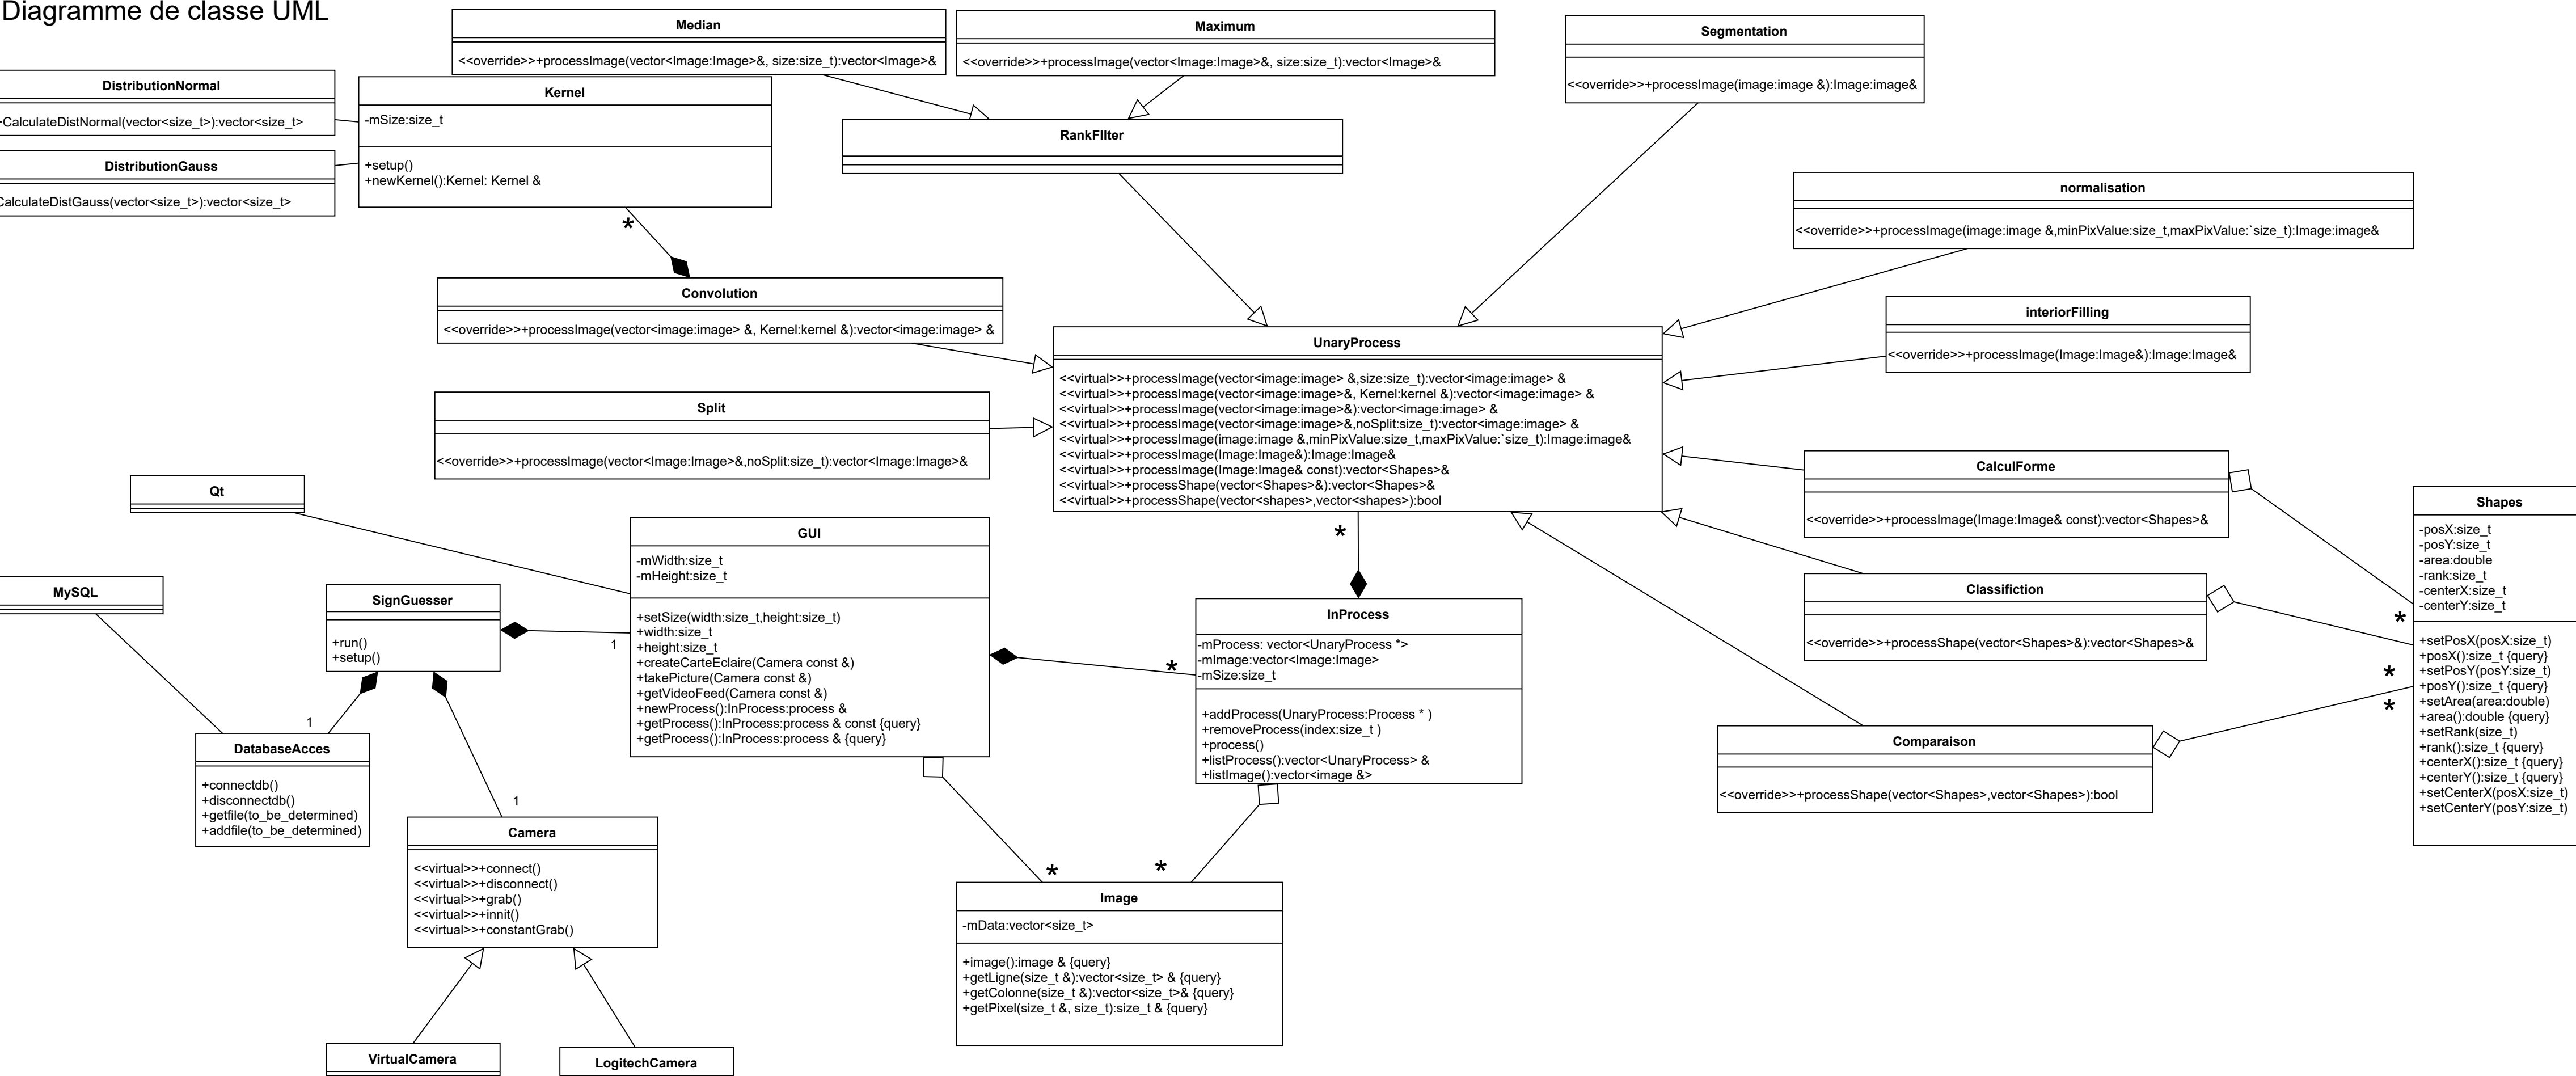 Diagramme de classe UML
Median
<<override>>+processImage(vector<Image:Image>&, size:size_t):vector<Image>&
Maximum
<<override>>+processImage(vector<Image:Image>&, size:size_t):vector<Image>&
Segmentation
<<override>>+processImage(image:image &):Image:image&
DistributionNormal
+CalculateDistNormal(vector<size_t>):vector<size_t>
Kernel
-mSize:size_t
+setup()
+newKernel():Kernel: Kernel &
DistributionGauss
CalculateDistGauss(vector<size_t>):vector<size_t>
RankFIlter
normalisation
<<override>>+processImage(image:image &,minPixValue:size_t,maxPixValue:`size_t):Image:image&
*
Convolution
<<override>>+processImage(vector<image:image> &, Kernel:kernel &):vector<image:image> &
interiorFilling
<<override>>+processImage(Image:Image&):Image:Image&
UnaryProcess
<<virtual>>+processImage(vector<image:image> &,size:size_t):vector<image:image> &
<<virtual>>+processImage(vector<image:image>&, Kernel:kernel &):vector<image:image> &
<<virtual>>+processImage(vector<image:image>&):vector<image:image> &
<<virtual>>+processImage(vector<image:image>&,noSplit:size_t):vector<image:image> &
<<virtual>>+processImage(image:image &,minPixValue:size_t,maxPixValue:`size_t):Image:image&
<<virtual>>+processImage(Image:Image&):Image:Image&
<<virtual>>+processImage(Image:Image& const):vector<Shapes>&
<<virtual>>+processShape(vector<Shapes>&):vector<Shapes>&
<<virtual>>+processShape(vector<shapes>,vector<shapes>):bool
*
Split
<<override>>+processImage(vector<Image:Image>&,noSplit:size_t):vector<Image:Image>&
CalculForme
<<override>>+processImage(Image:Image& const):vector<Shapes>&
Classifiction
<<override>>+processShape(vector<Shapes>&):vector<Shapes>&
Comparaison
<<override>>+processShape(vector<Shapes>,vector<Shapes>):bool
*
*
*
Shapes
-posX:size_t
-posY:size_t
-area:double
-rank:size_t
-centerX:size_t
-centerY:size_t
+setPosX(posX:size_t)
+posX():size_t {query}
+setPosY(posY:size_t)
+posY():size_t {query}
+setArea(area:double)
+area():double {query}
+setRank(size_t)
+rank():size_t {query}
+centerX():size_t {query}
+centerY():size_t {query}
+setCenterX(posX:size_t)
+setCenterY(posY:size_t)
Qt
MySQL
SignGuesser
+run()
+setup()
1
GUI
-mWidth:size_t
-mHeight:size_t
+setSize(width:size_t,height:size_t)
+width:size_t
+height:size_t
+createCarteEclaire(Camera const &)
+takePicture(Camera const &)
+getVideoFeed(Camera const &)
+newProcess():InProcess:process &
+getProcess():InProcess:process & const {query}
+getProcess():InProcess:process & {query}
*
InProcess
-mProcess: vector<UnaryProcess *>
-mImage:vector<Image:Image>
-mSize:size_t
+addProcess(UnaryProcess:Process * )
+removeProcess(index:size_t )
+process()
+listProcess():vector<UnaryProcess> &
+listImage():vector<image &>
1
DatabaseAcces
+connectdb()
+disconnectdb()
+getfile(to_be_determined)
+addfile(to_be_determined)
1
Camera
<<virtual>>+connect()
<<virtual>>+disconnect()
<<virtual>>+grab()
<<virtual>>+innit()
<<virtual>>+constantGrab()
*
*
Image
-mData:vector<size_t>
+image():image & {query}
+getLigne(size_t &):vector<size_t> & {query}
+getColonne(size_t &):vector<size_t>& {query}
+getPixel(size_t &, size_t):size_t & {query}
VirtualCamera
LogitechCamera